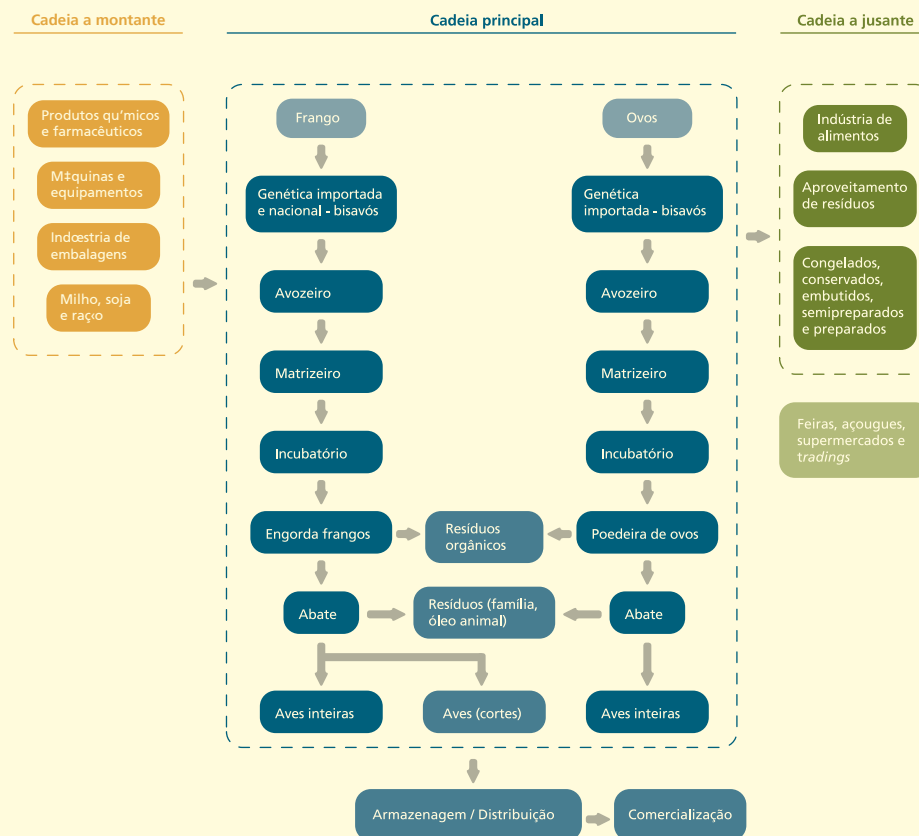 Cadeia a montante
Cadeia principal
Cadeia a jusante
Produtos qu’micos
e farmacêuticos
M‡quinas e
equipamentos
Indœstria de
embalagens
Milho, soja
e raç‹o
Frango
Genética importada
e nacional - bisavós
Avozeiro
Matrizeiro
Incubatório
Engorda frangos
Abate
Aves inteiras
Resíduos
orgânicos
Resíduos (família,
óleo animal)
Aves (cortes)
Ovos
Genética
importada - bisavós
Avozeiro
Matrizeiro
Incubatório
Poedeira de ovos
Abate
Aves inteiras
Armazenagem / Distribuição
Comercialização
Indústria de
alimentos
Aproveitamento
de resíduos
Congelados,
conservados,
embutidos,
semipreparados
e preparados
Feiras, açougues,
supermercados e
tradings